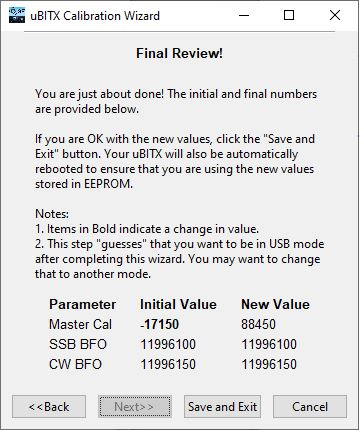 uBITX Calibration Wizard
Final Review!
You are just about done! The initial and final numbers
are provided below.
If you are OK with the new values, click the "Save and
Exit" button. Your uBITX will also be automatically
rebooted to ensure that you are using the new values
stored in EEPROM.
Notes:
1. Items in Bold indicate a change in value.
2. This step "guesses" that you want to be in USB mode
after completing this wizard. You may want to change
that to another mode.
Parameter Initial Value New Value
Master Cal -17150 88450
SSB BFO 11996100 11996100
CW BFO 11996150 11996150
<<Back Next>> Save and Exit Cancel